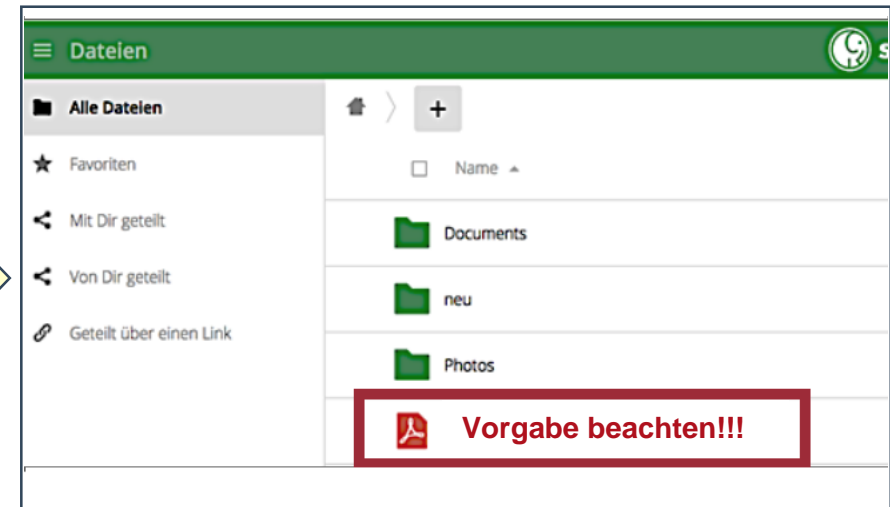 Dateien
Alle Dateien
+
Name
Favoriten
Mit Dir geteilt
Documents
Von Dir geteilt
neu
Geteilt über einen Link
Photos
Vorgabe beachten!!!